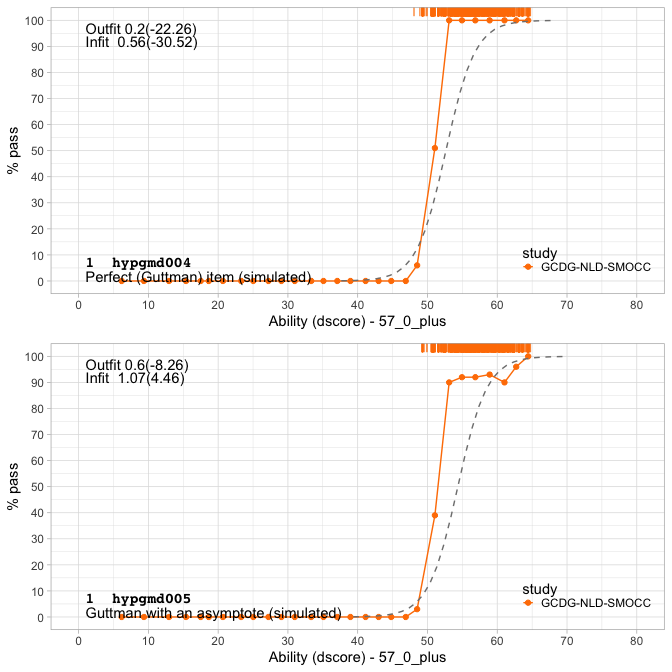 100
90
80
70
60
50
40
30
20
10
0
% pass
Outfit 0.2(-22.26)
Infit  0.56(-30.52)
1  hypgmd004
Perfect (Guttman) item (simulated)
study
GCDG-NLD-SMOCC
0 10 20 30 40 50 60 70 80
Ability (dscore) - 57_0_plus
100
90
80
70
60
50
40
30
20
10
0
% pass
Outfit 0.6(-8.26)
Infit  1.07(4.46)
1  hypgmd005
Guttman with an asymptote (simulated)
study
GCDG-NLD-SMOCC
0 10 20 30 40 50 60 70 80
Ability (dscore) - 57_0_plus